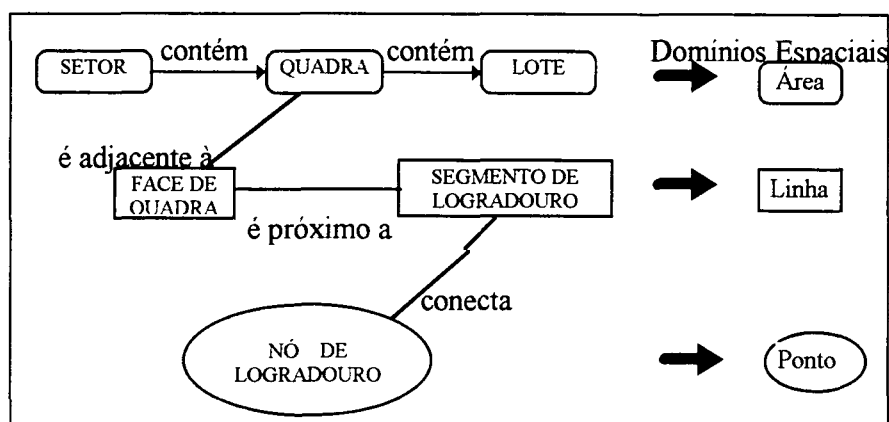 contém contém Domínios Espaciais
SETOR QUADRA LOTE Área
é adjacente à
FACE DE
QUADRA
SEGMENTO DE
LOGRADOURO
Linha
é próximo a
conecta
NÓ DE
LOGRADOURO
Ponto